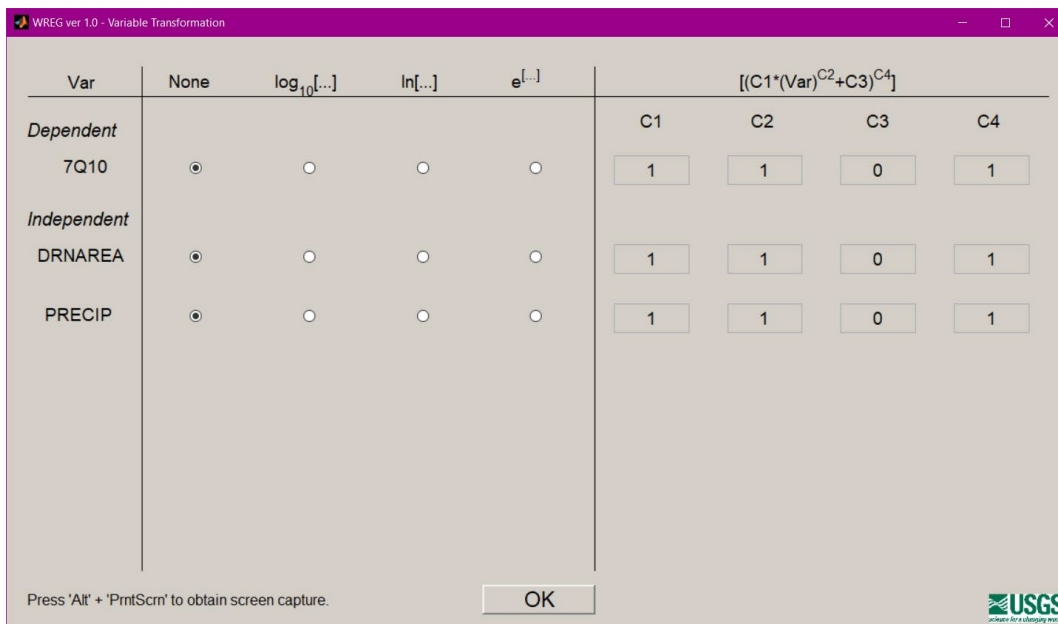 WREG ver 1.0 - Variable Transformation
Var None log10[...] ln[...] e[...] [(C1*(Var)C2+C3)C4]
Dependent C1 C2 C3 C4
7Q10 1 1 0 1
Independent
DRNAREA 1 1 0 1
PRECIP 1 1 0 1
Press 'Alt' + 'PrntScrn' to obtain screen capture. OK
USGS